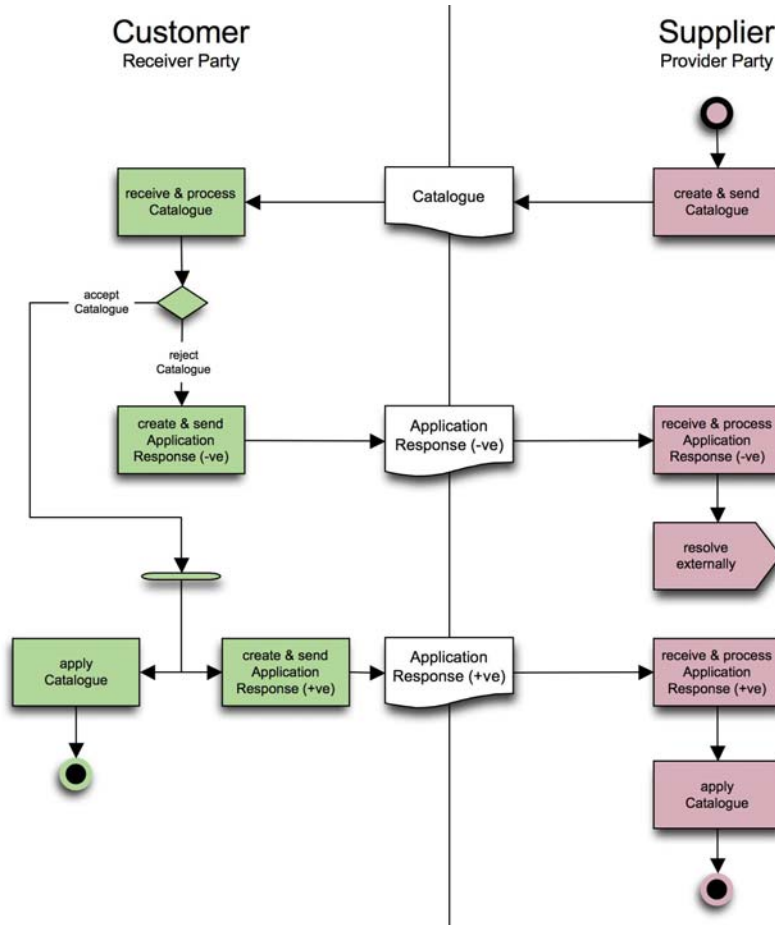 Customer
Receiver Party
Supplier
Provider Party
receive & process
Catalogue
Catalogue
create & send
Catalogue
accept
Catalogue
reject
Catalogue
create & send
Application
Response (-ve)
Application
Response (-ve)
receive & process
Application
Response (-ve)
resolve
externally
apply
Catalogue
create & send
Application
Response (+ve)
Application
Response (+ve)
receive & process
Application
Response (+ve)
apply
Catalogue